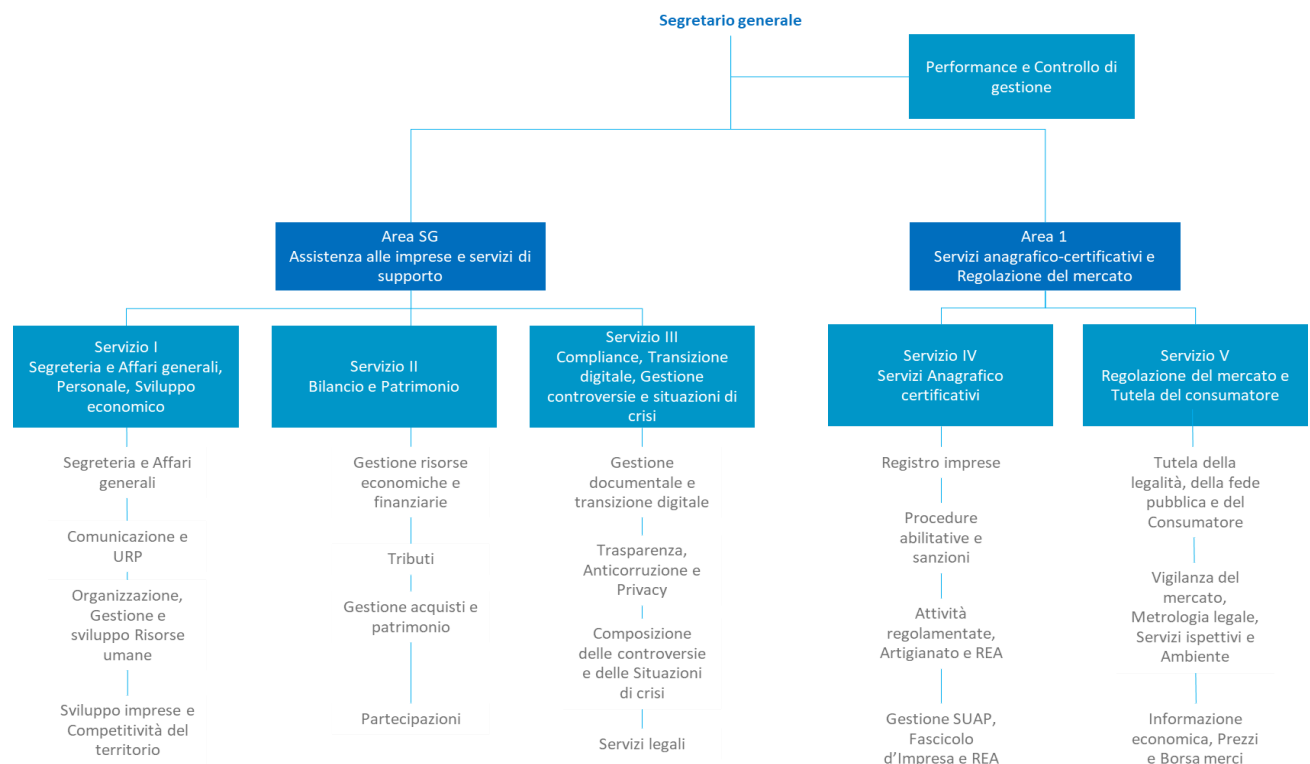 Segretario generale
Performance e Controllo di
gestione
Area SG
Assistenza alle imprese e servizi di
supporto
Area 1
Servizi anagrafico-certificativi e
Regolazione del mercato
Servizio I
Segreteria e Affari generali,
Personale, Sviluppo
economico
Servizio II
Bilancio e Patrimonio
Servizio III
Compliance, Transizione
digitale, Gestione
controversie e situazioni di
crisi
Servizio IV
Servizi Anagrafico
certificativi
Servizio V
Regolazione del mercato e
Tutela del consumatore
Segreteria e Affari
generali
Comunicazione e
URP
Organizzazione,
Gestione e
sviluppo Risorse
umane
Sviluppo imprese e
Competitività del
territorio
Gestione risorse
economiche e
finanziarie
Tributi
Gestione acquisti e
patrimonio
Partecipazioni
Gestione
documentale e
transizione digitale
Trasparenza,
Anticorruzione e
Privacy
Composizione
delle controversie
e delle Situazioni
di crisi
Servizi legali
Registro imprese
Procedure
abilitative e
sanzioni
Attività
regolamentate,
Artigianato e REA
Gestione SUAP,
Fascicolo
d'Impresa e REA
Tutela della
legalità, della fede
pubblica e del
Consumatore
Vigilanza del
mercato,
Metrologia legale,
Servizi ispettivi e
Ambiente
Informazione
economica, Prezzi
e Borsa merci